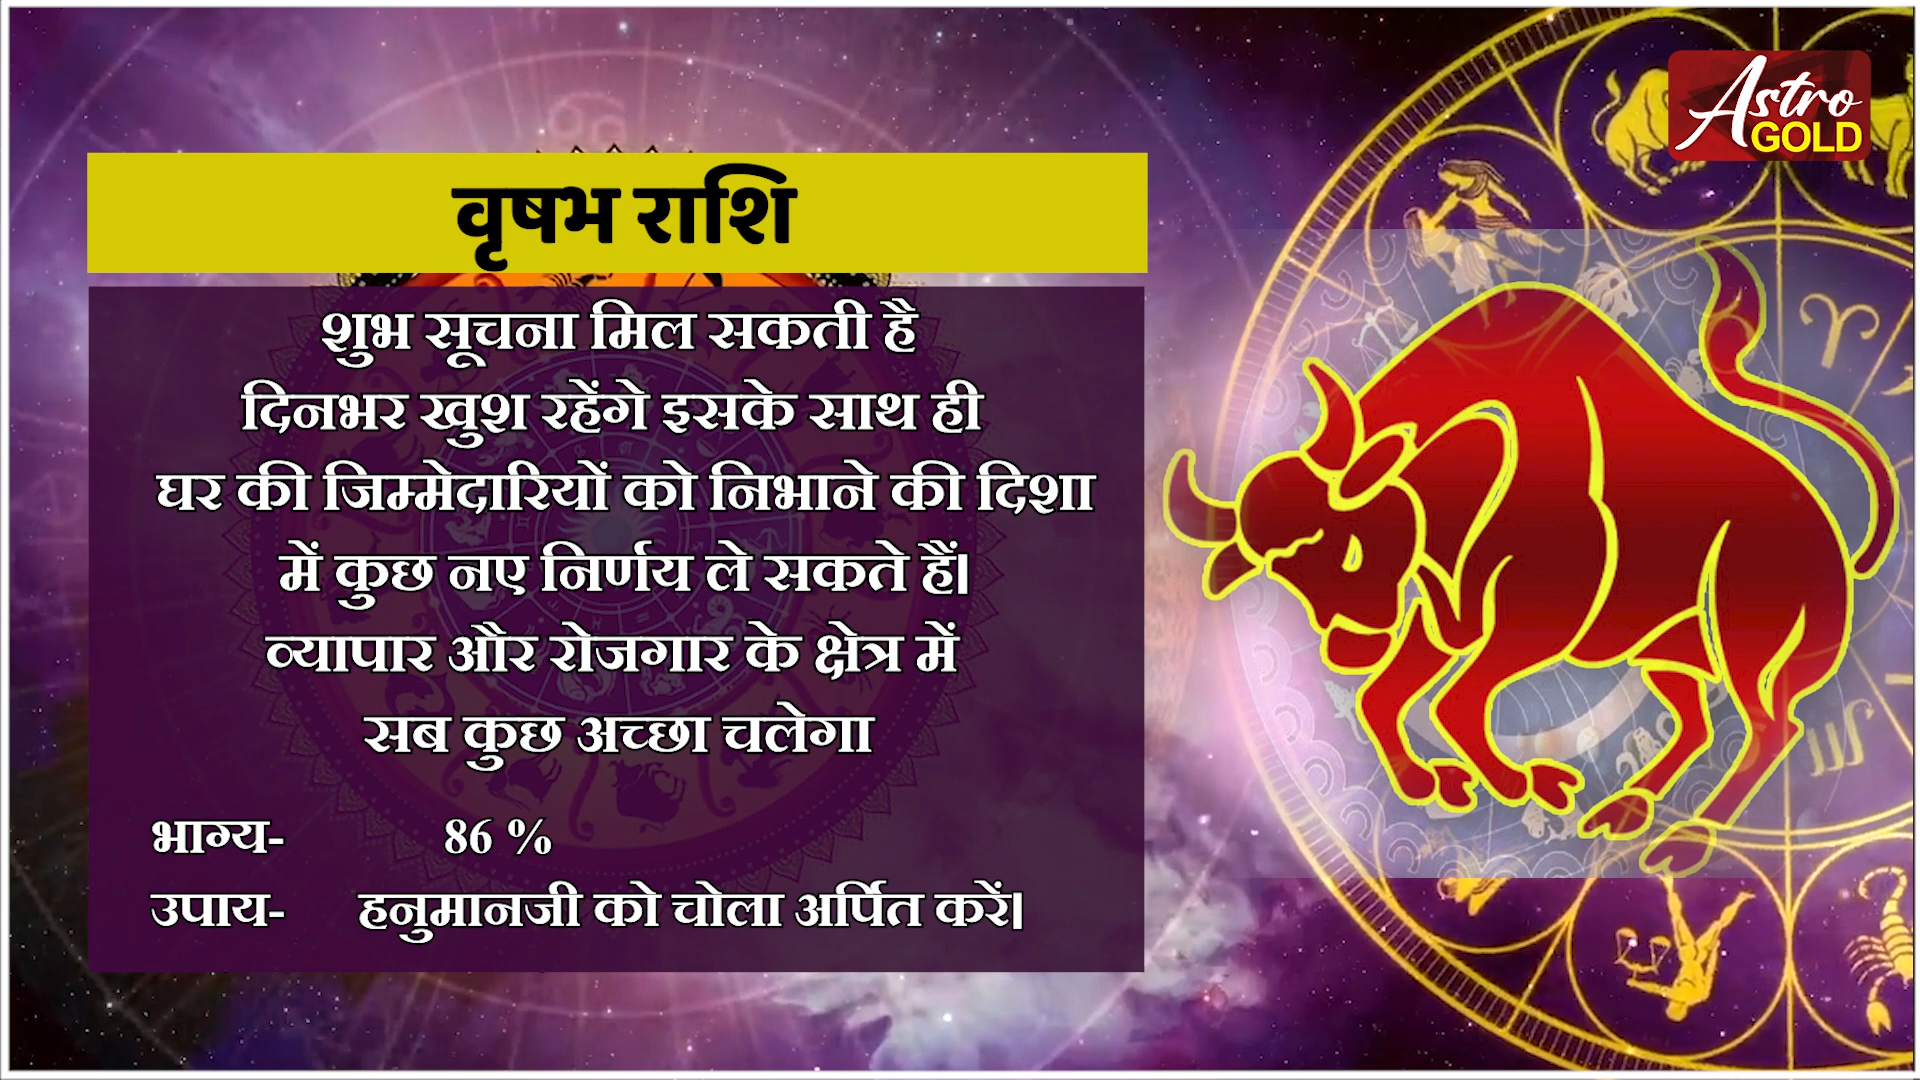 Astro
GOLD
वृषभ राशि
शुभ सूचना मिल सकती है
दिनभर खुश रहेंगे इसके साथ ही
घर की जिम्मेदारियों को निभाने की दिशा
में कुछ नए निर्णय ले सकते हैं।
व्यापार और रोजगार के क्षेत्र में
सब कुछ अच्छा चलेगा
भाग्य- 86 %
उपाय- हनुमानजी को चोला अर्पित करें।